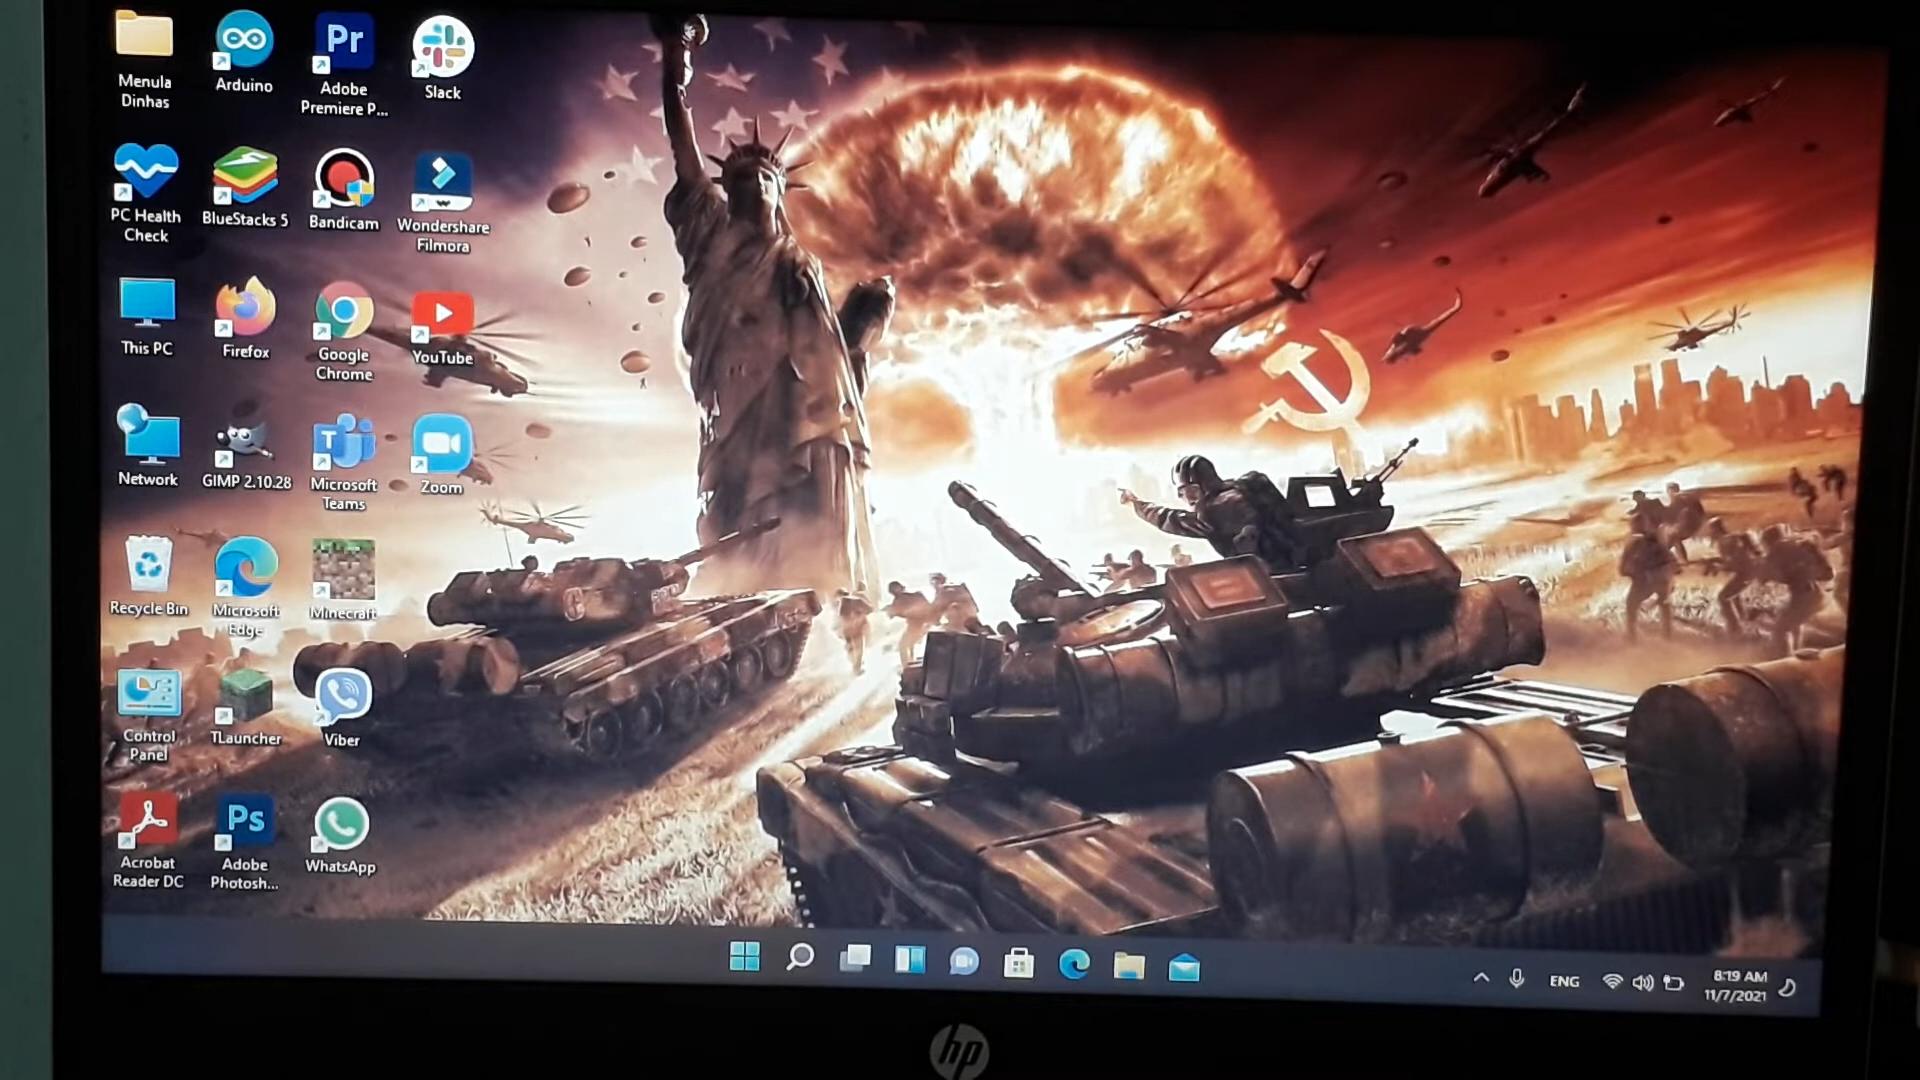 Menula
Dinhas
Arduino
Adobe
Premiere P...
Slack
PC Health
Check
BlueStacks 5
Bandicam
Wondershare
Filmora
This PC
Firefox
Google
Chrome
YouTube
Network
GIMP 2.10.28
Microsoft
Teams
Zoom
Recycle Bin
Microsoft
Edge
Minecraft
Control
Panel
TLauncher
Viber
Acrobat
Reader DC
Adobe
Photosh...
WhatsApp
Pr
T
Ps
ENG
8:19 AM
11/7/2021
hp